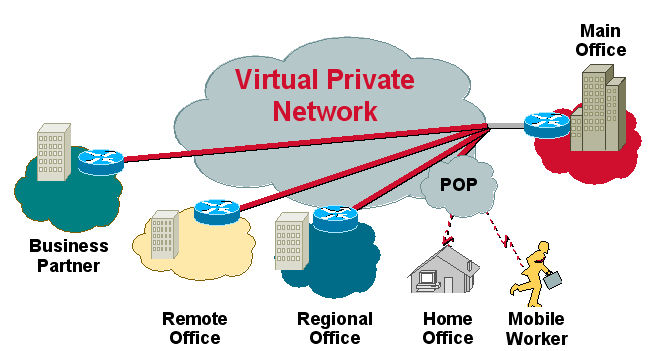 Virtual Private
Network
Main
Office
POP
Business
Partner
Remote
Office
Regional
Office
Home
Office
Mobile
Worker